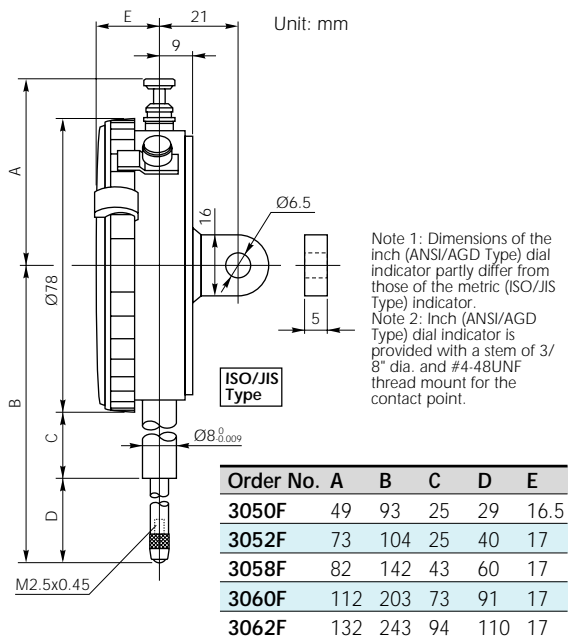 E
21
Unit: mm
9
A
Ø6.5
16
Note 1: Dimensions of the
inch (ANSI/AGD Type) dial
indicator partly differ from
those of the metric (ISO/JIS
Type) indicator.
Note 2: Inch (ANSI/AGD
Type) dial indicator is
provided with a stem of 3/
8" dia. and #4-48UNF
thread mount for the
contact point.
Ø78
5
B
ISO/JIS
Type
C
Ø8 0 -0.009
D
M2.5x0.45
Order No. A B C D E
3050F 49 93 25 29 16.5
3052F 73 104 25 40 17
3058F 82 142 43 60 17
3060F 112 203 73 91 17
3062F 132 243 94 110 17